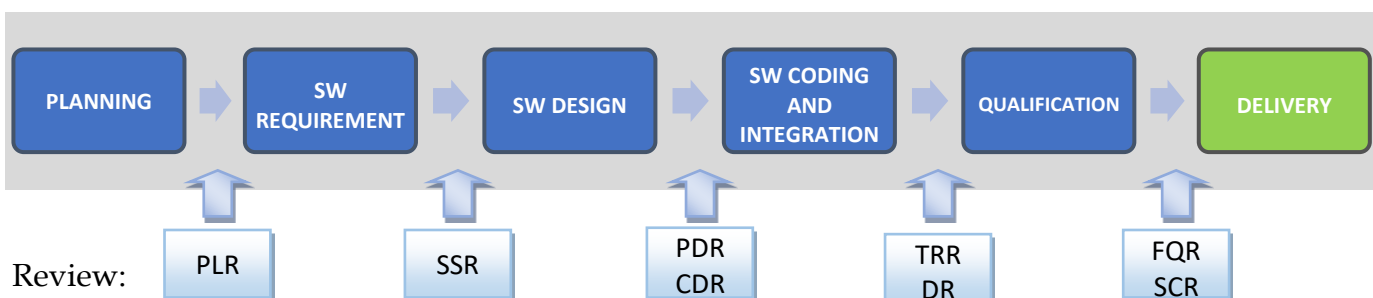 PLANNING
SW
REQUIREMENT
SW DESIGN
SW CODING
AND
INTEGRATION
QUALIFICATION
DELIVERY
Review:
PLR
SSR
PDR
CDR
TRR
DR
FQR
SCR